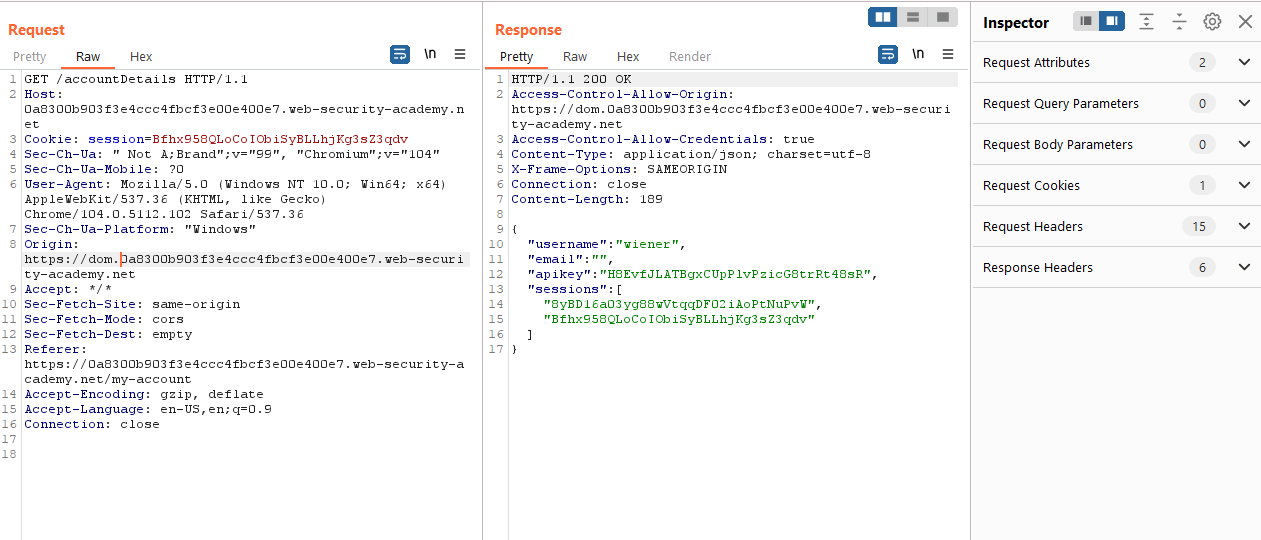 Request
Pretty Raw Hex \n
1 GET /accountDetails HTTP/1.1
2 Host:
0a8300b903f3e4ccc4fbcf3e00e400e7.web-security-academy.n
et
3 Cookie: session=Bfhx958QLoCoIObiSyBLLhjKg3sZ3qdv
4 Sec-Ch-Ua: " Not A;Brand";v="99", "Chromium";v="104"
5 Sec-Ch-Ua-Mobile: ?0
6 User-Agent: Mozilla/5.0 (Windows NT 10.0; Win64; x64)
AppleWebKit/537.36 (KHTML, like Gecko)
Chrome/104.0.5112.102 Safari/537.36
7 Sec-Ch-Ua-Platform: "Windows"
8 Origin:
https://dom.0a8300b903f3e4ccc4fbcf3e00e400e7.web-securi
ty-academy.net
9 Accept: */*
10 Sec-Fetch-Site: same-origin
11 Sec-Fetch-Mode: cors
12 Sec-Fetch-Dest: empty
13 Referer:
https://0a8300b903f3e4ccc4fbcf3e00e400e7.web-security-a
cademy.net/my-account
14 Accept-Encoding: gzip, deflate
15 Accept-Language: en-US,en;q=0.9
16 Connection: close
17
18
Response
Pretty Raw Hex Render \n
1 HTTP/1.1 200 OK
2 Access-Control-Allow-Origin:
https://dom.0a8300b903f3e4ccc4fbcf3e00e400e7.web-securi
ty-academy.net
3 Access-Control-Allow-Credentials: true
4 Content-Type: application/json; charset=utf-8
5 X-Frame-Options: SAMEORIGIN
6 Connection: close
7 Content-Length: 189
8
9 {
10 "username":"wiener",
11 "email":"",
12 "apikey":"H8EvfJLATBgxCUpPlvPzicG8trRt48sR",
13 "sessions":[
14 "8yBD16a03yg88wVtqqDFO2iAoPtNuPvW",
15 "Bfhx958QLoCoIObiSyBLLhjKg3sZ3qdv"
16 ]
17 }
Inspector
Request Attributes 2
Request Query Parameters 0
Request Body Parameters 0
Request Cookies 1
Request Headers 15
Response Headers 6